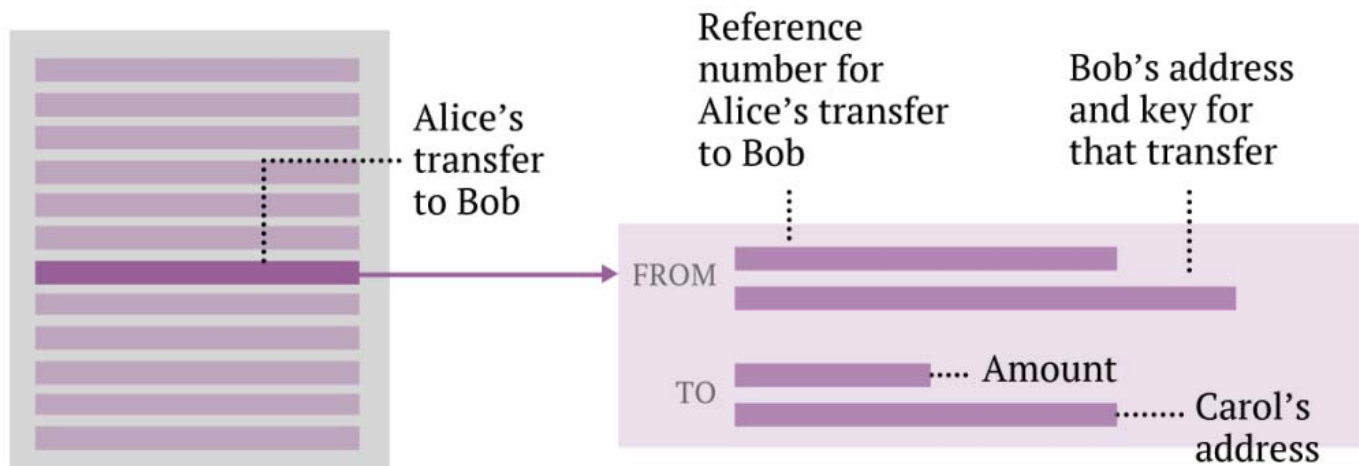 Alice’s
transfer
to Bob
Reference
number for
Alice’s transfer
to Bob
Bob’s address
and key for
that transfer
FROM
TO
Amount
Carol’s
address